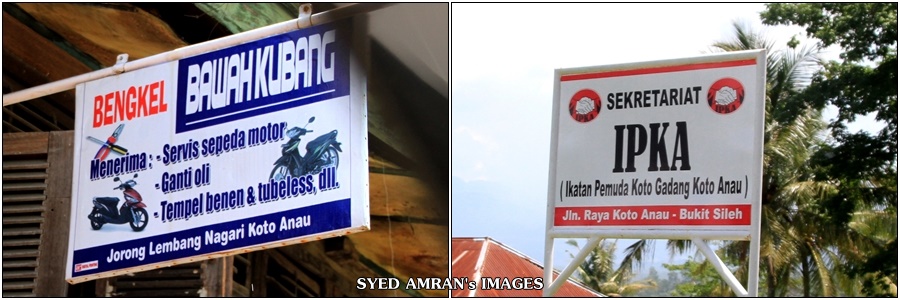 BENGKEL
BAWAH KUBANG
Menerima : - Servis sepeda motor
- Ganti oli
- Tempel benen & tubeless, dll.
Jorong Lembang Nagari Koto Anau
SEKRETARIAT
IPKA
( Ikatan Pemuda Koto Gadang Koto Anau )
Jln. Raya Koto Anau - Bukit Sileh
SYED AMRAN's IMAGES